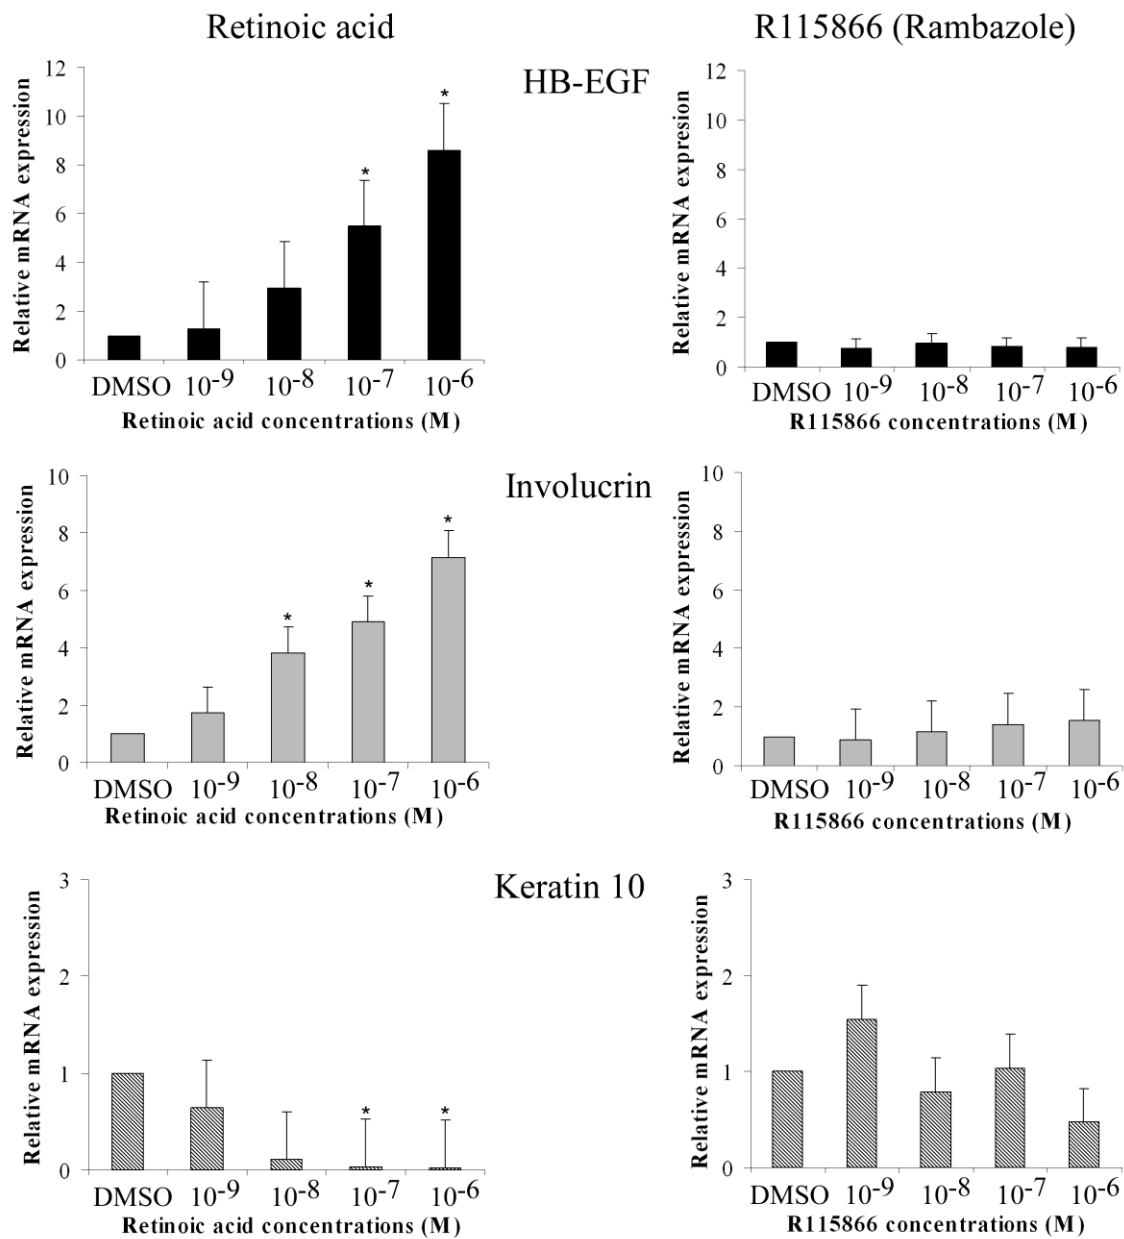 Retinoic acid
R115866 (Rambazole)
HB-EGF
Relative mRNA expression
12
10
8
6
4
2
0
* *
DMSO 10-9 10-8 10-7 10-6
Retinoic acid concentrations (M)
Relative mRNA expresion
12
10
8
6
4
2
0
DMSO 10-9 10-8 10-7 10-6
R115866 concentrations (M)
Involucrin
Relative mRNA expression
10
8
6
4
2
0
* * *
DMSO 10-9 10-8 10-7 10-6
Retinoic acid concentrations (M)
Relative mRNA expression
10
8
6
4
2
0
DMSO 10-9 10-8 10-7 10-6
R115866 concentrations (M)
Keratin 10
Relative mRNA expression
3
2
1
0
* *
DMSO 10-9 10-8 10-7 10-6
Retinoic acid concentrations (M)
Relative mRNA expression
3
2
1
0
DMSO 10-9 10-8 10-7 10-6
R115866 concentrations (M)